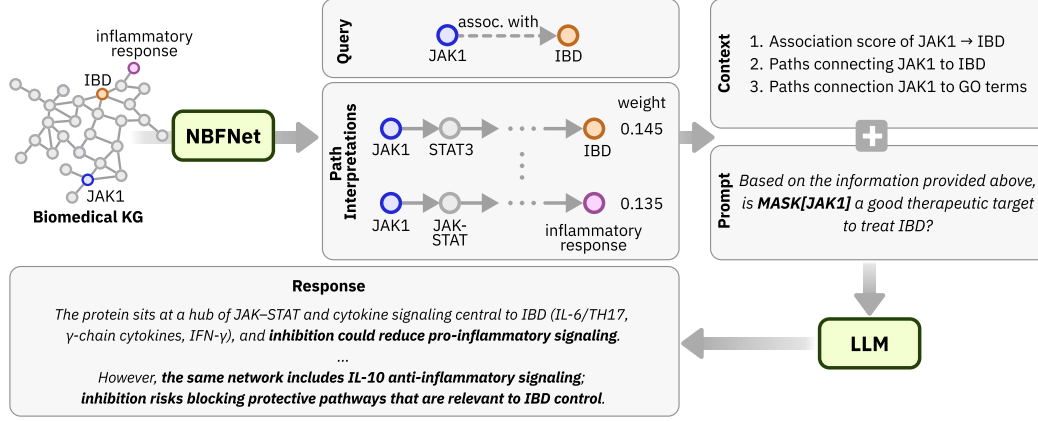 inflammatory
response
IBD
JAK1
Biomedical KG
NBFNet
Query
assoc. with
JAK1
IBD
Path
Interpretations
weight
JAK1
STAT3
IBD
0.145
JAK1
JAK-
STAT
inflammatory
response
0.135
Context
1. Association score of JAK1 → IBD
2. Paths connecting JAK1 to IBD
3. Paths connection JAK1 to GO terms
Prompt
Based on the information provided above,
is MASK[JAK1] a good therapeutic target
to treat IBD?
LLM
Response
The protein sits at a hub of JAK–STAT and cytokine signaling central to IBD (IL-6/TH17,
γ-chain cytokines, IFN-γ), and inhibition could reduce pro-inflammatory signaling.
...
However, the same network includes IL-10 anti-inflammatory signaling;
inhibition risks blocking protective pathways that are relevant to IBD control.